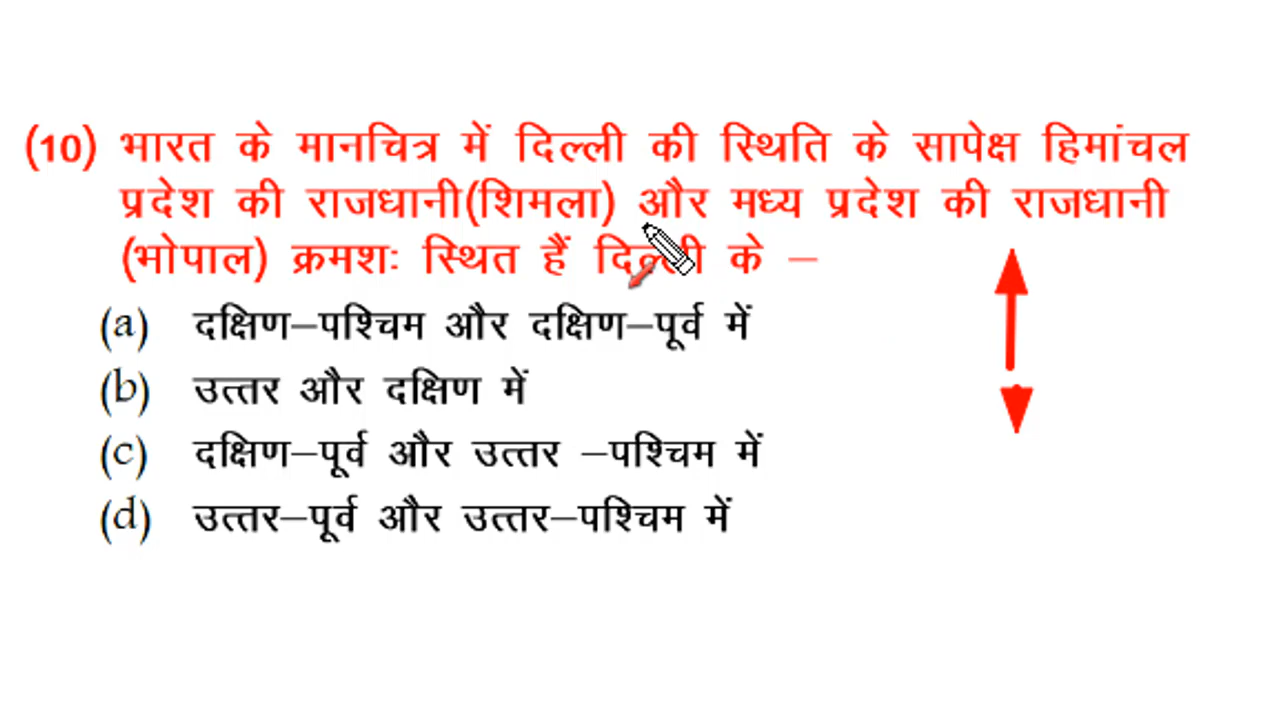 (10) भारत के मानचित्र में दिल्ली की स्थिति के सापेक्ष हिमांचल
प्रदेश की राजधानी(शिमला) और मध्य प्रदेश की राजधानी
(भोपाल) क्रमशः स्थित हैं दिल्ली के –
(a) दक्षिण–पश्चिम और दक्षिण–पूर्व में
(b) उत्तर और दक्षिण में
(c) दक्षिण–पूर्व और उत्तर –पश्चिम में
(d) उत्तर–पूर्व और उत्तर–पश्चिम में